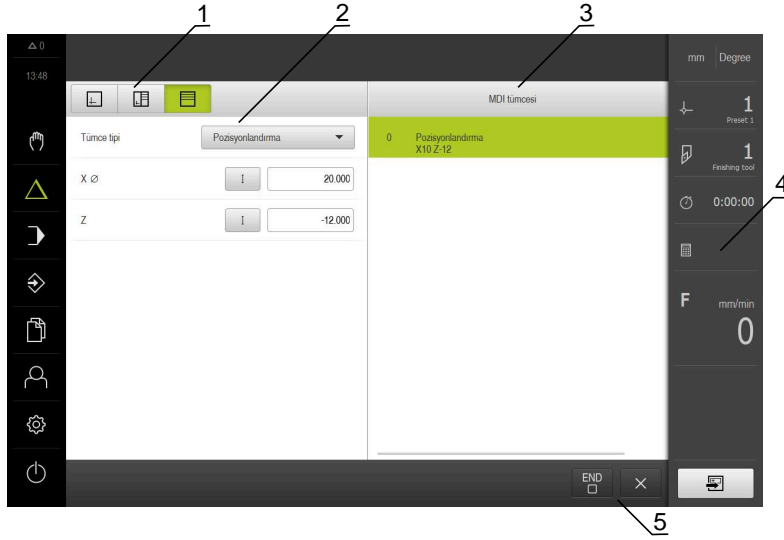 1
2
3
0
13:48
mm Degree
MDI tümcesi
1
Preset 1
Tümce tipi
Pozisyonlandırma
0 Pozisyonlandırma
X10 Z-12
1
Finishing tool
X Ø
I
20.000
4
0:00:00
Z
I
-12.000
F mm/min
0
END
5